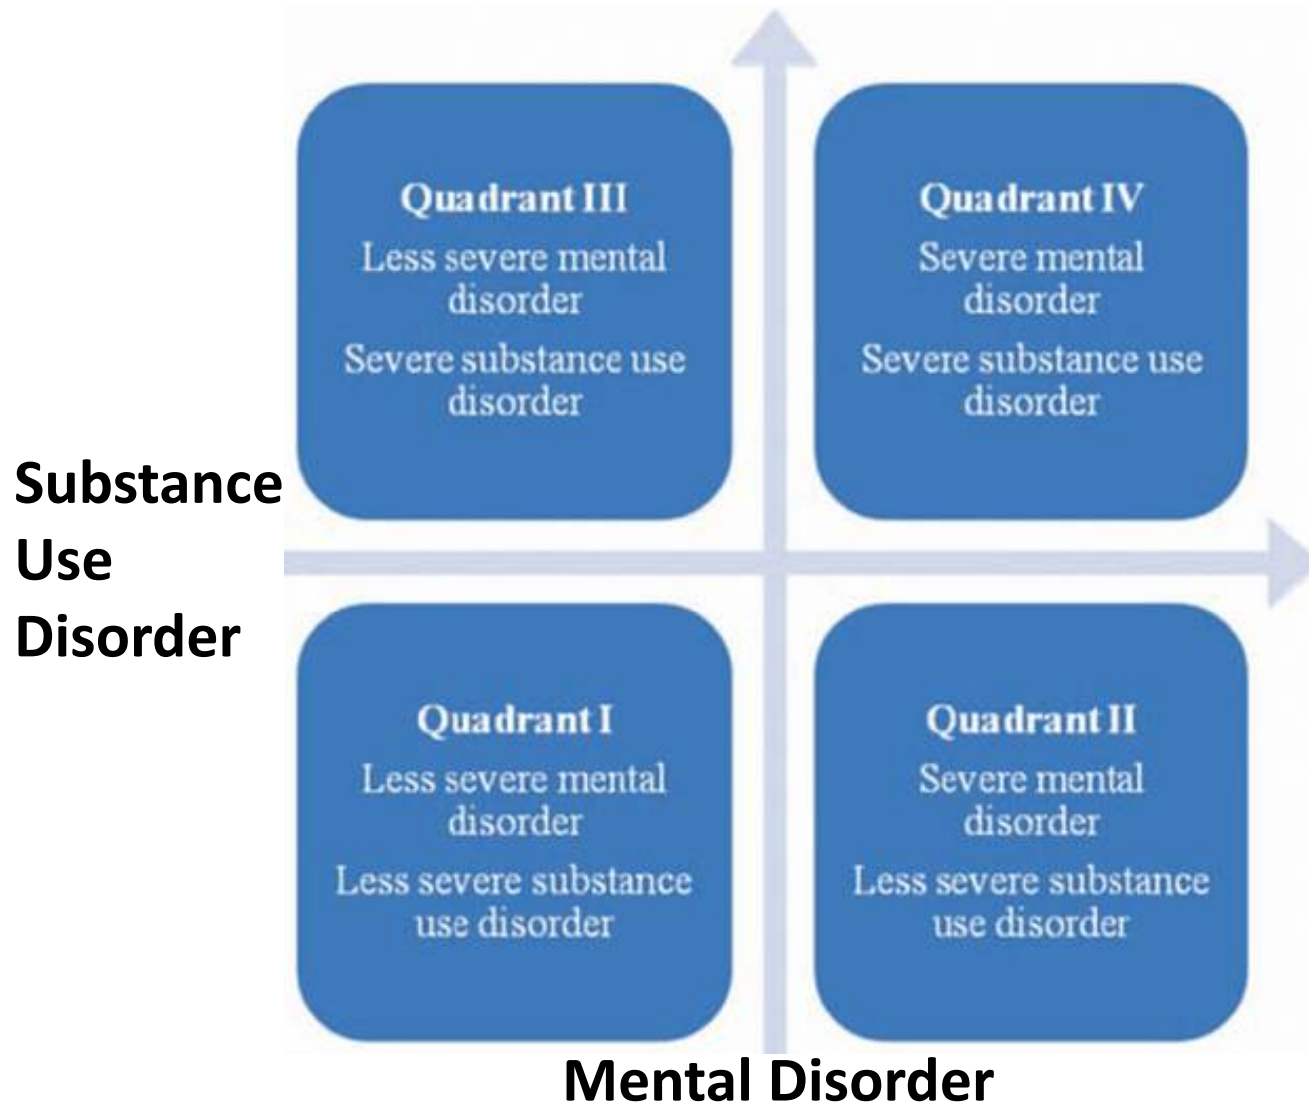 Quadrant III
Less severe mental
disorder
Severe substance use
disorder
Quadrant IV
Severe mental
disorder
Severe substance use
disorder
Substance
Use
Disorder
Quadrant I
Less severe mental
disorder
Less severe substance
use disorder
Quadrant II
Severe mental
disorder
Less severe substance
use disorder
Mental Disorder